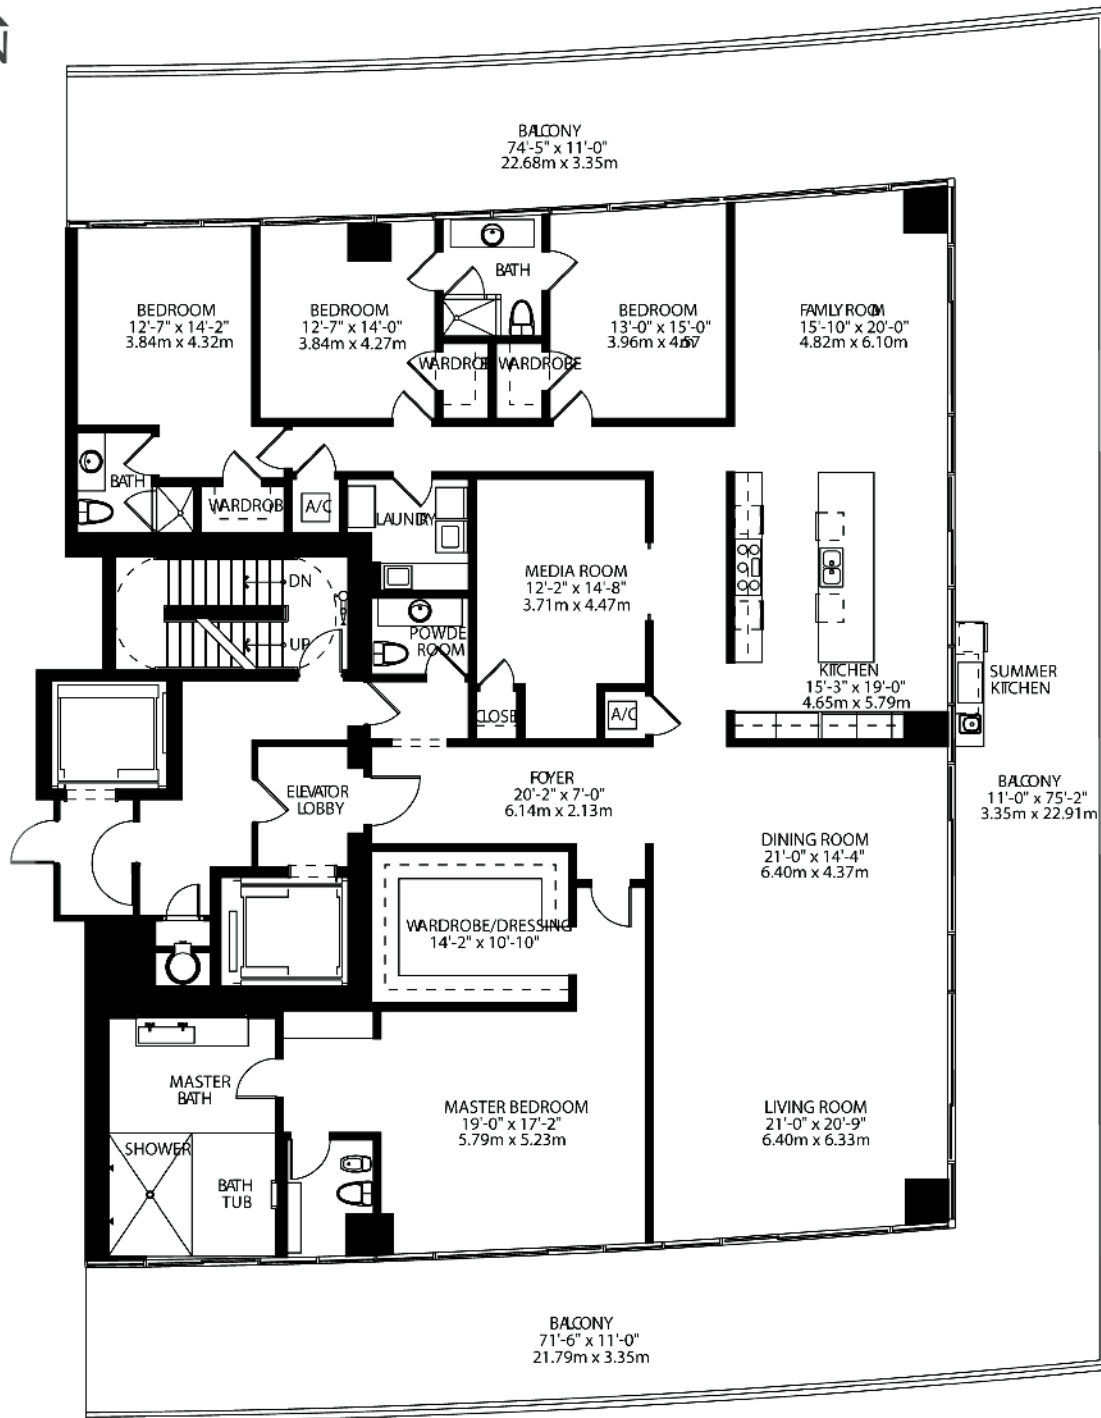 N
BALCONY
74'-5" x 11'-0"
22.68m x 3.35m
BATH
BEDROOM
12'-7" x 14'-2"
3.84m x 4.32m
BEDROOM
12'-7" x 14'-0"
3.84m x 4.27m
BEDROOM
13'-0" x 15'-0"
3.96m x 4.57
FAMILY ROOM
15'-10" x 20'-0"
4.82m x 6.10m
WARDROBE
WARDROBE
BATH
WARDROB
A/C
LAUNDRY
MEDIA ROOM
12'-2" x 14'-8"
3.71m x 4.47m
DN
UP
POWDE
ROOM
KITCHEN
15'-3" x 19'-0"
4.65m x 5.79m
SUMMER
KITCHEN
CLOSE
A/C
ELEVATOR
LOBBY
FOYER
20'-2" x 7'-0"
6.14m x 2.13m
BALCONY
11'-0" x 75'-2"
3.35m x 22.91m
DINING ROOM
21'-0" x 14'-4"
6.40m x 4.37m
WARDROBE/DRESSING
14'-2" x 10'-10"
MASTER
BATH
MASTER BEDROOM
19'-0" x 17'-2"
5.79m x 5.23m
LIVING ROOM
21'-0" x 20'-9"
6.40m x 6.33m
SHOWER
BATH
TUB
BALCONY
71'-6" x 11'-0"
21.79m x 3.35m